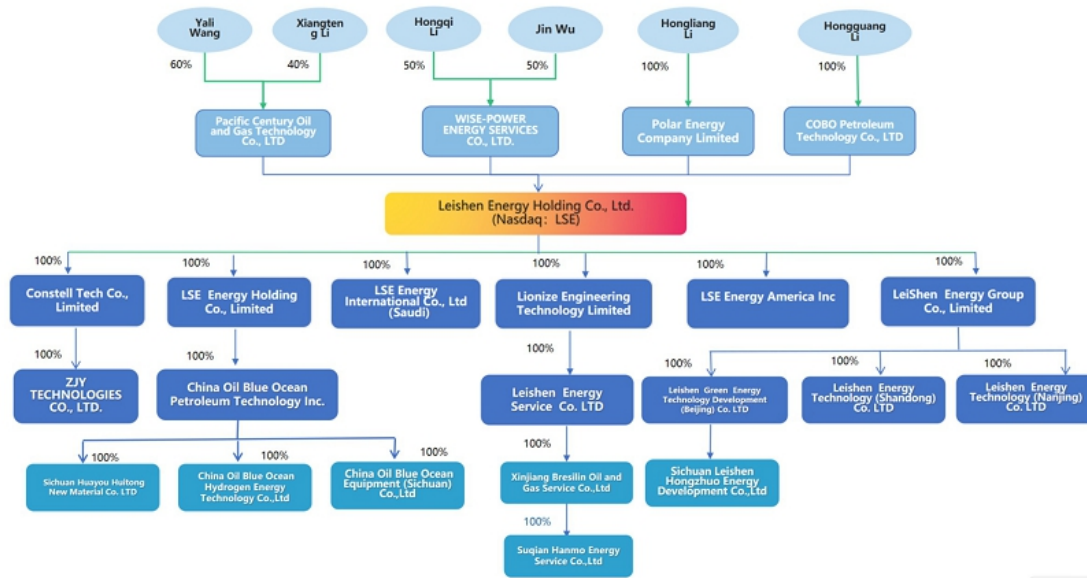 Yali
Wang
Xiangten
g Li
Hongqi
Li
Jin Wu
Hongliang
Li
Hongguang
Li
60%
40%
50%
50%
100%
100%
Pacific Century Oil
and Gas Technology
Co., LTD
WISE-POWER
ENERGY SERVICES
CO., LTD.
Polar Energy
Company Limited
COBO Petroleum
Technology Co., LTD
Leishen Energy Holding Co., Ltd.
(Nasdaq: LSE)
100%
100%
100%
100%
100%
100%
Constell Tech Co.,
Limited
LSE Energy Holding
Co., Limited
LSE Energy
International Co., Ltd
(Saudi)
Lionize Engineering
Technology Limited
LSE Energy America Inc
LeiShen Energy Group
Co., Limited
100%
100%
100%
100%
100%
100%
ZJY
TECHNOLOGIES
CO., LTD.
China Oil Blue Ocean
Petroleum Technology Inc.
Leishen Energy
Service Co. LTD
Leishen Green Energy
Technology Development
(Beijing) Co. LTD
Leishen Energy
Technology (Shandong)
Co. LTD
Leishen Energy
Technology (Nanjing)
Co. LTD
100%
100%
100%
100%
100%
Sichuan Huayou Huitong
New Material Co. LTD
China Oil Blue Ocean
Hydrogen Energy
Technology Co.,Ltd
China Oil Blue Ocean
Equipment (Sichuan)
Co.,Ltd
Xinjiang Bresilin Oil and
Gas Service Co.,Ltd
Sichuan Leishen
Hongzhuo Energy
Development Co.,Ltd
100%
Suqian Hanmo Energy
Service Co.,Ltd